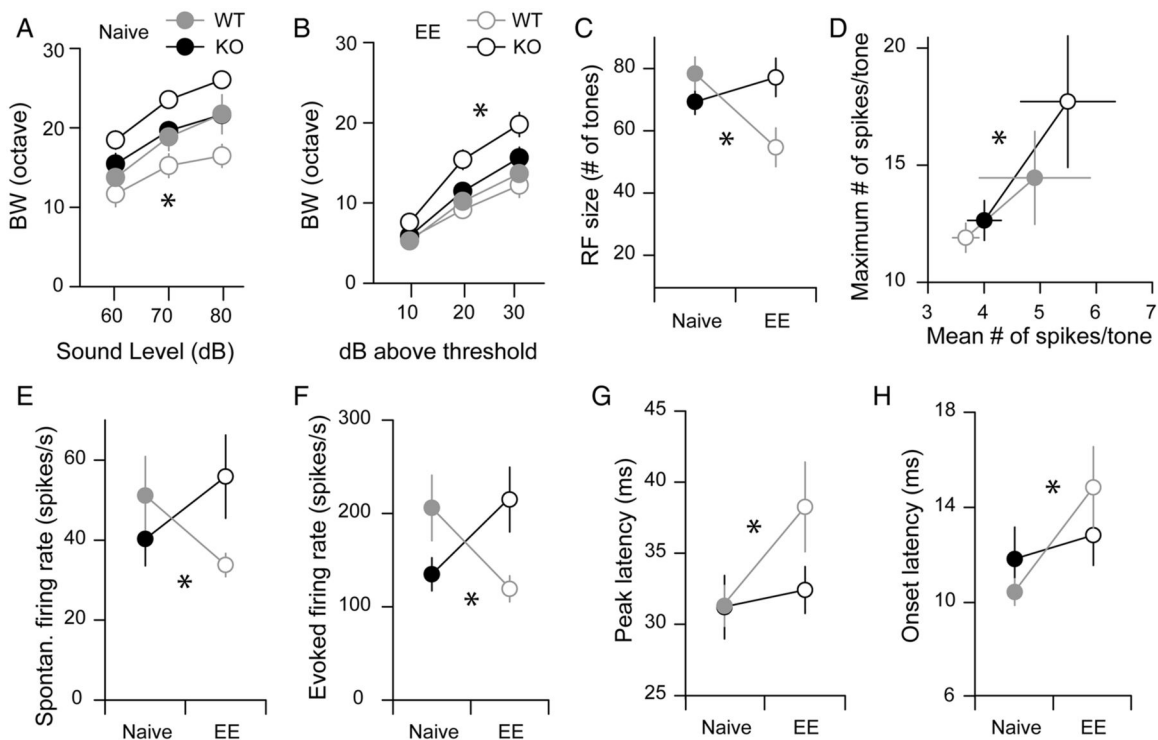 A
Naive
WT
KO
30
20
10
0
BW (octave)
*
60 70 80
Sound Level (dB)
B
EE
WT
KO
30
20
10
0
BW (octave)
*
10 20 30
dB above threshold
C
80
60
40
20
RF size (# of tones)
*
Naive EE
D
20
15
10
Maximum # of spikes/tone
*
3 4 5 6 7
Mean # of spikes/tone
E
60
40
20
0
Spontan. firing rate (spikes/s)
*
Naive EE
F
300
200
100
0
Evoked firing rate (spikes/s)
*
Naive EE
G
45
40
35
30
25
Peak latency (ms)
*
Naive EE
H
18
14
10
6
Onset latency (ms)
*
Naive EE